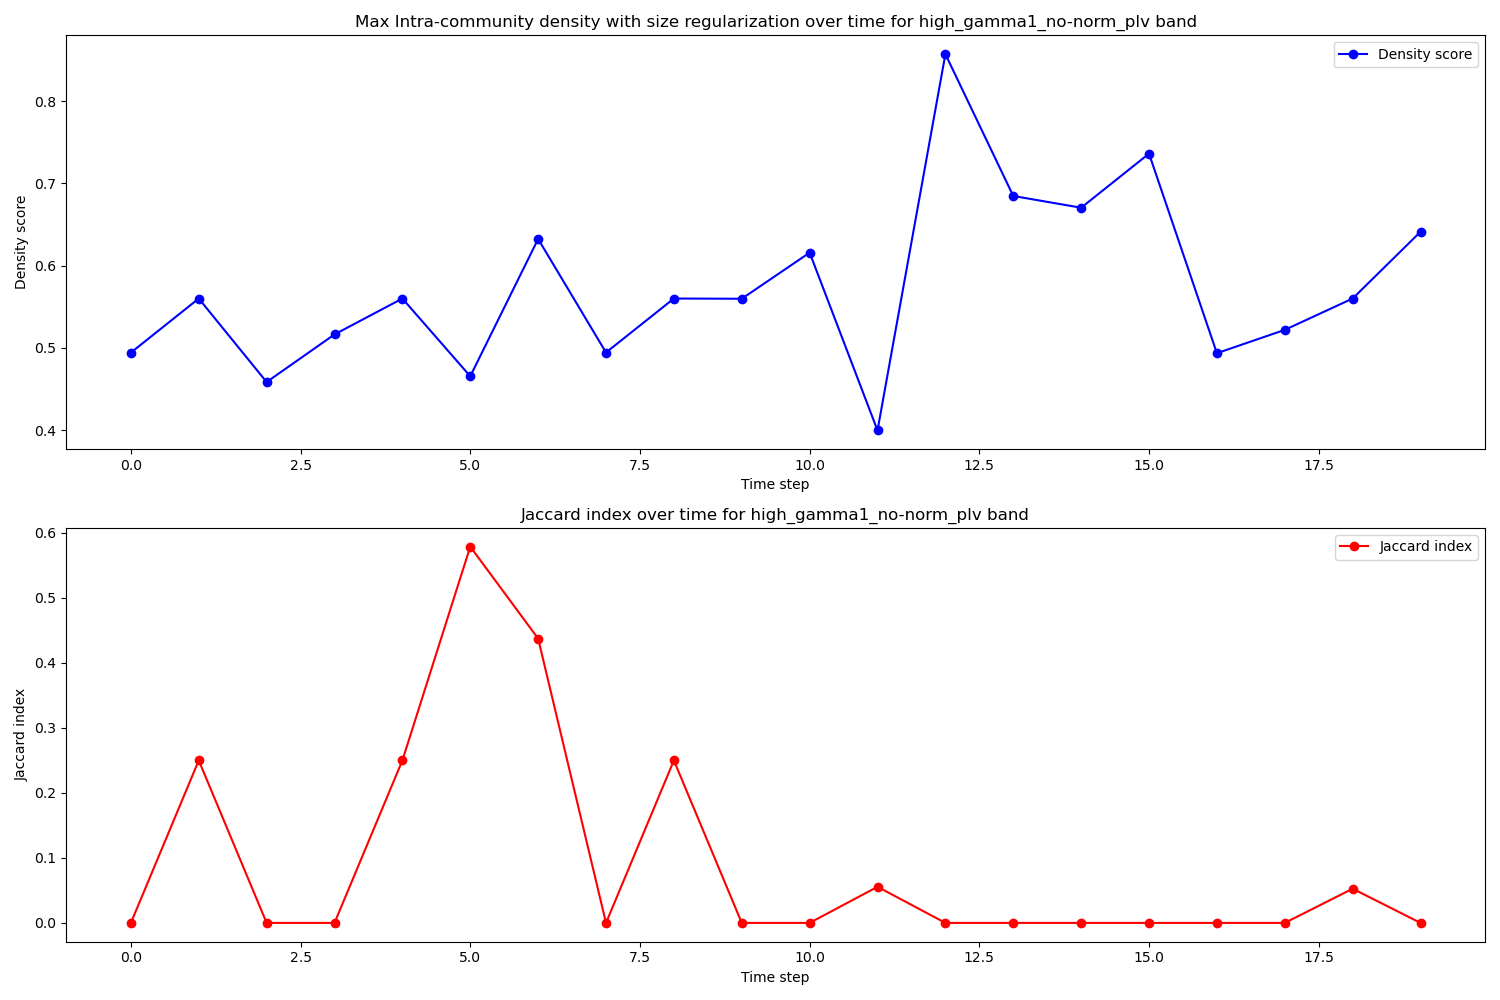 Max Intra-community density with size regularization over time for high_gamma1_no-norm_plv band
Density score
0.8
0.7
0.6
0.5
0.4
Density score
0.0 2.5 5.0 7.5 10.0 12.5 15.0 17.5
Time step
Jaccard index over time for high_gamma1_no-norm_plv band
Jaccard index
0.6
0.5
0.4
0.3
0.2
0.1
0.0
Jaccard index
0.0 2.5 5.0 7.5 10.0 12.5 15.0 17.5
Time step